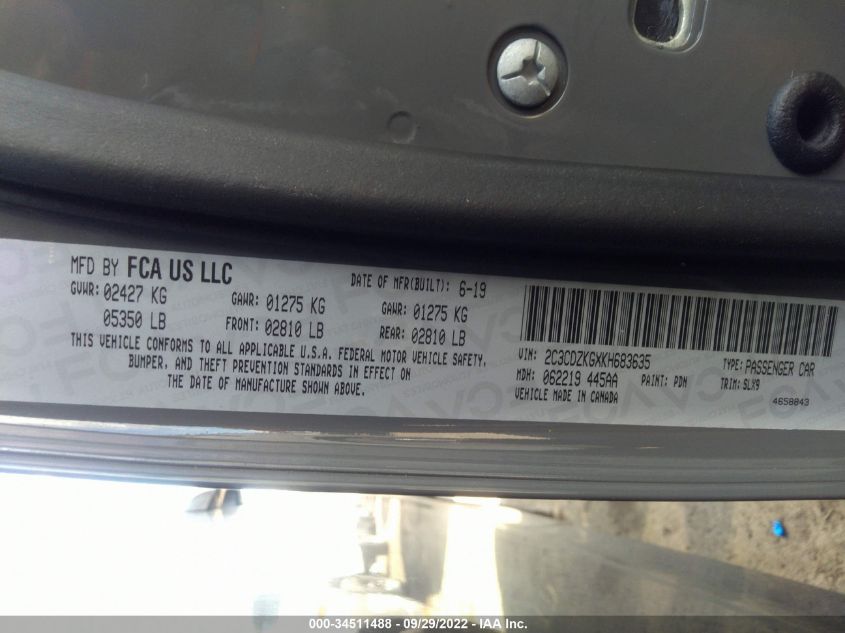 MFD BY FCA US LLC
DATE OF MFR(BUILT): 6-19
GVWR: 02427 KG
GAWR: 01275 KG
GAWR: 01275 KG
05350 LB
FRONT: 02810 LB
REAR: 02810 LB
THIS VEHICLE CONFORMS TO ALL APPLICABLE U.S.A. FEDERAL MOTOR VEHICLE SAFETY,
BUMPER, AND THEFT PREVENTION STANDARDS IN EFFECT ON
THE DATE OF MANUFACTURE SHOWN ABOVE.
VIN: 2C3CDZKGXKH683635
TYPE: PASSENGER CAR
MDH: 062219 445AA
PAINT: PDN
TRIM: SLX9
VEHICLE MADE IN CANADA
4658843
000-34511488 - 09/29/2022 - IAA Inc.